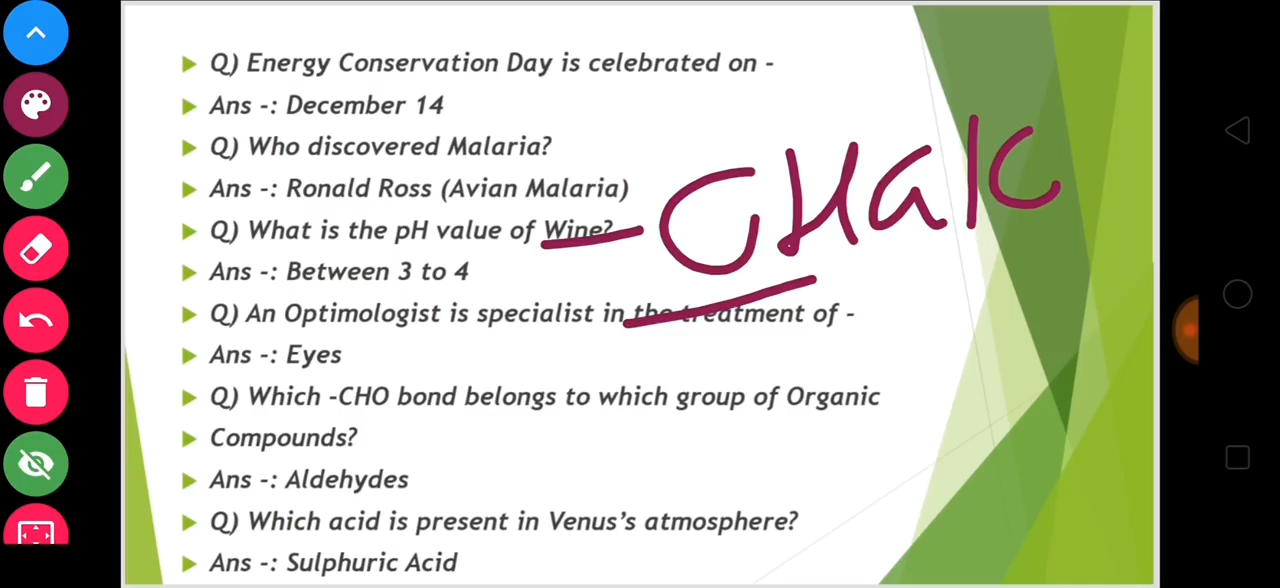 Q) Energy Conservation Day is celebrated on -
Ans -: December 14
Q) Who discovered Malaria?
Ans -: Ronald Ross (Avian Malaria)
Q) What is the pH value of Wine?
CHalc
Ans -: Between 3 to 4
Q) An Optimologist is specialist in the treatment of -
Ans -: Eyes
Q) Which -CHO bond belongs to which group of Organic
Compounds?
Ans -: Aldehydes
Q) Which acid is present in Venus's atmosphere?
Ans -: Sulphuric Acid